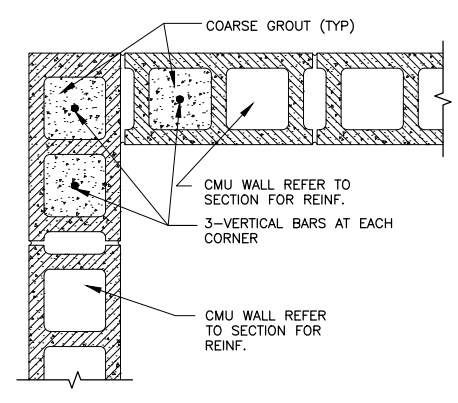 COARSE GROUT (TYP)
CMU WALL REFER TO
SECTION FOR REINF.
3-VERTICAL BARS AT EACH
CORNER
CMU WALL REFER
TO SECTION FOR
REINF.